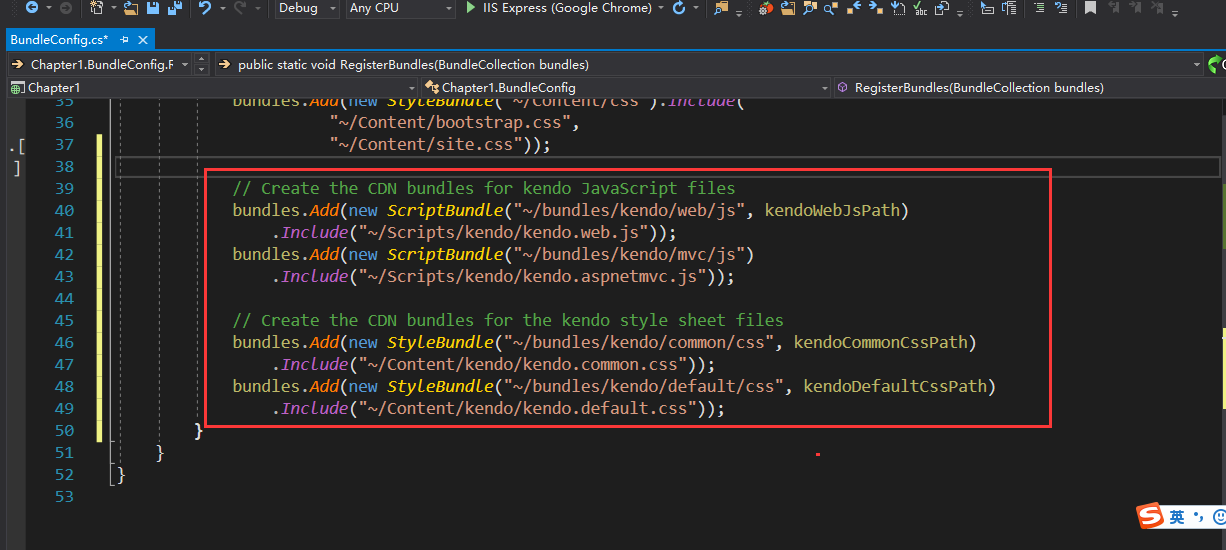 Debug Any CPU IIS Express (Google Chrome)
BundleConfig.cs*
Chapter1.BundleConfig.F public static void RegisterBundles(BundleCollection bundles)
Chapter1 Chapter1.BundleConfig RegisterBundles(BundleCollection bundles)
35 bundles.Add(new StyleBundle("~/Content/css").Include(
36 "~/Content/bootstrap.css",
.[ 37 "~/Content/site.css"));
] 38
39 // Create the CDN bundles for kendo JavaScript files
40 bundles.Add(new ScriptBundle("~/bundles/kendo/web/js", kendoWebJsPath)
41 .Include("~/Scripts/kendo/kendo.web.js"));
42 bundles.Add(new ScriptBundle("~/bundles/kendo/mvc/js")
43 .Include("~/Scripts/kendo/kendo.aspnetmvc.js"));
44
45 // Create the CDN bundles for the kendo style sheet files
46 bundles.Add(new StyleBundle("~/bundles/kendo/common/css", kendoCommonCssPath)
47 .Include("~/Content/kendo/kendo.common.css"));
48 bundles.Add(new StyleBundle("~/bundles/kendo/default/css", kendoDefaultCssPath)
49 .Include("~/Content/kendo/kendo.default.css"));
50 }
51 }
52 }
53
S 英